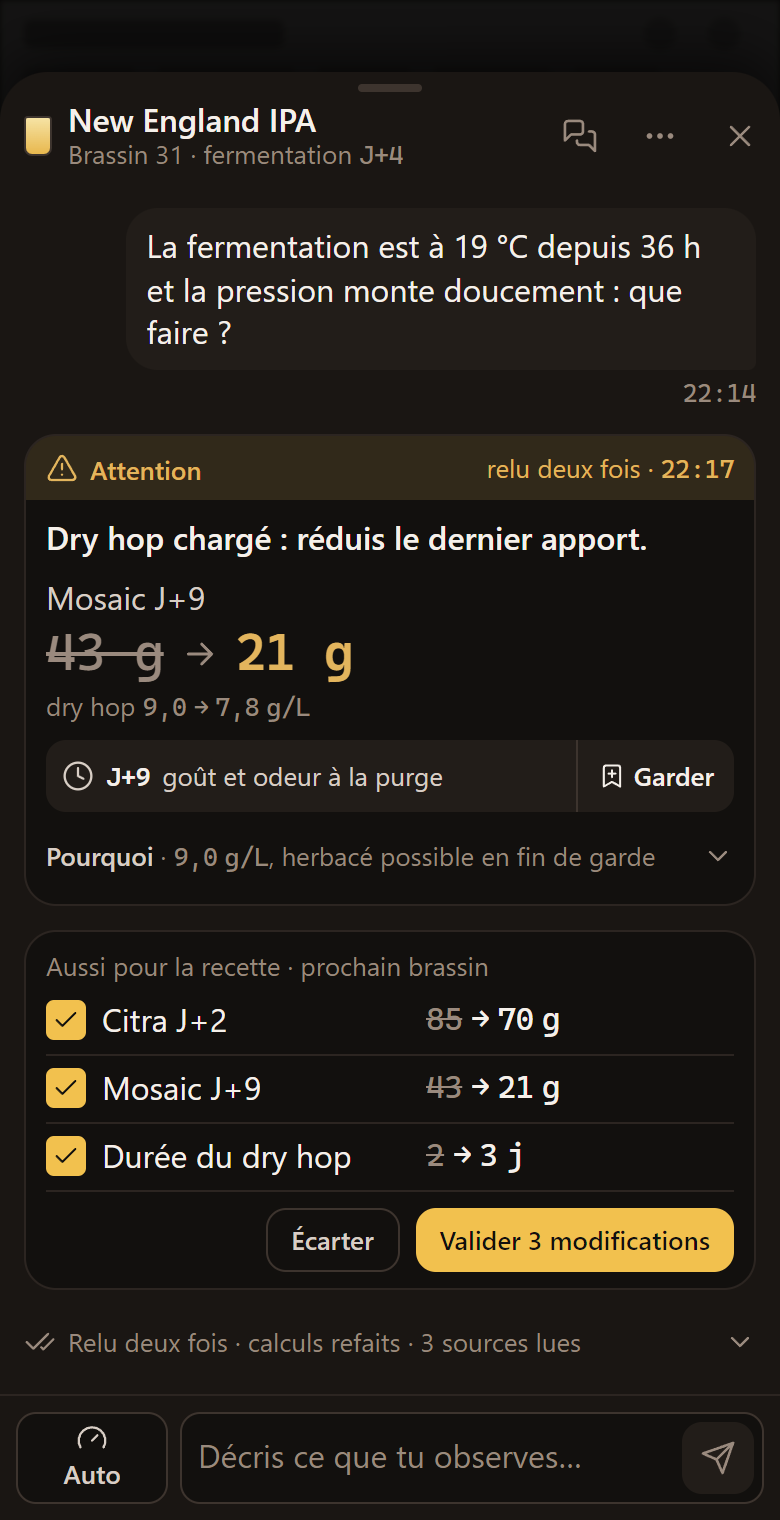 New England IPA
Brassin 31 · fermentation J+4
La fermentation est à 19 °C depuis 36 h
et la pression monte doucement : que
faire ?
22:14
Attention
relu deux fois · 22:17
Dry hop chargé : réduis le dernier apport.
Mosaic J+9
43 g → 21 g
dry hop 9,0 → 7,8 g/L
J+9 goût et odeur à la purge
Garder
Pourquoi · 9,0 g/L, herbacé possible en fin de garde
Aussi pour la recette · prochain brassin
Citra J+2 85 → 70 g
Mosaic J+9 43 → 21 g
Durée du dry hop 2 → 3 j
Écarter
Valider 3 modifications
Relu deux fois · calculs refaits · 3 sources lues
Auto
Décris ce que tu observes…